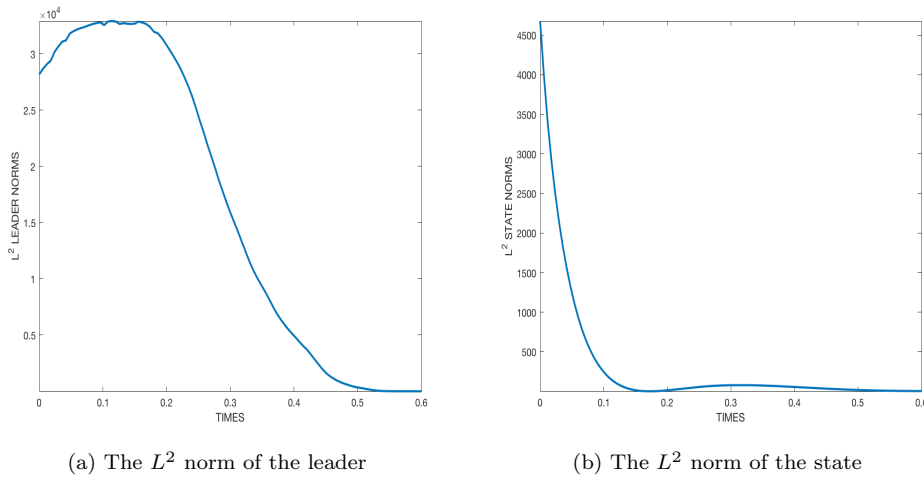 ×10⁴
3
2.5
2
1.5
1
0.5
0 0.1 0.2 0.3 0.4 0.5 0.6
TIMES
L² LEADER NORMS
(a) The L² norm of the leader
4500
4000
3500
3000
2500
2000
1500
1000
500
0 0.1 0.2 0.3 0.4 0.5 0.6
TIMES
L² STATE NORMS
(b) The L² norm of the state